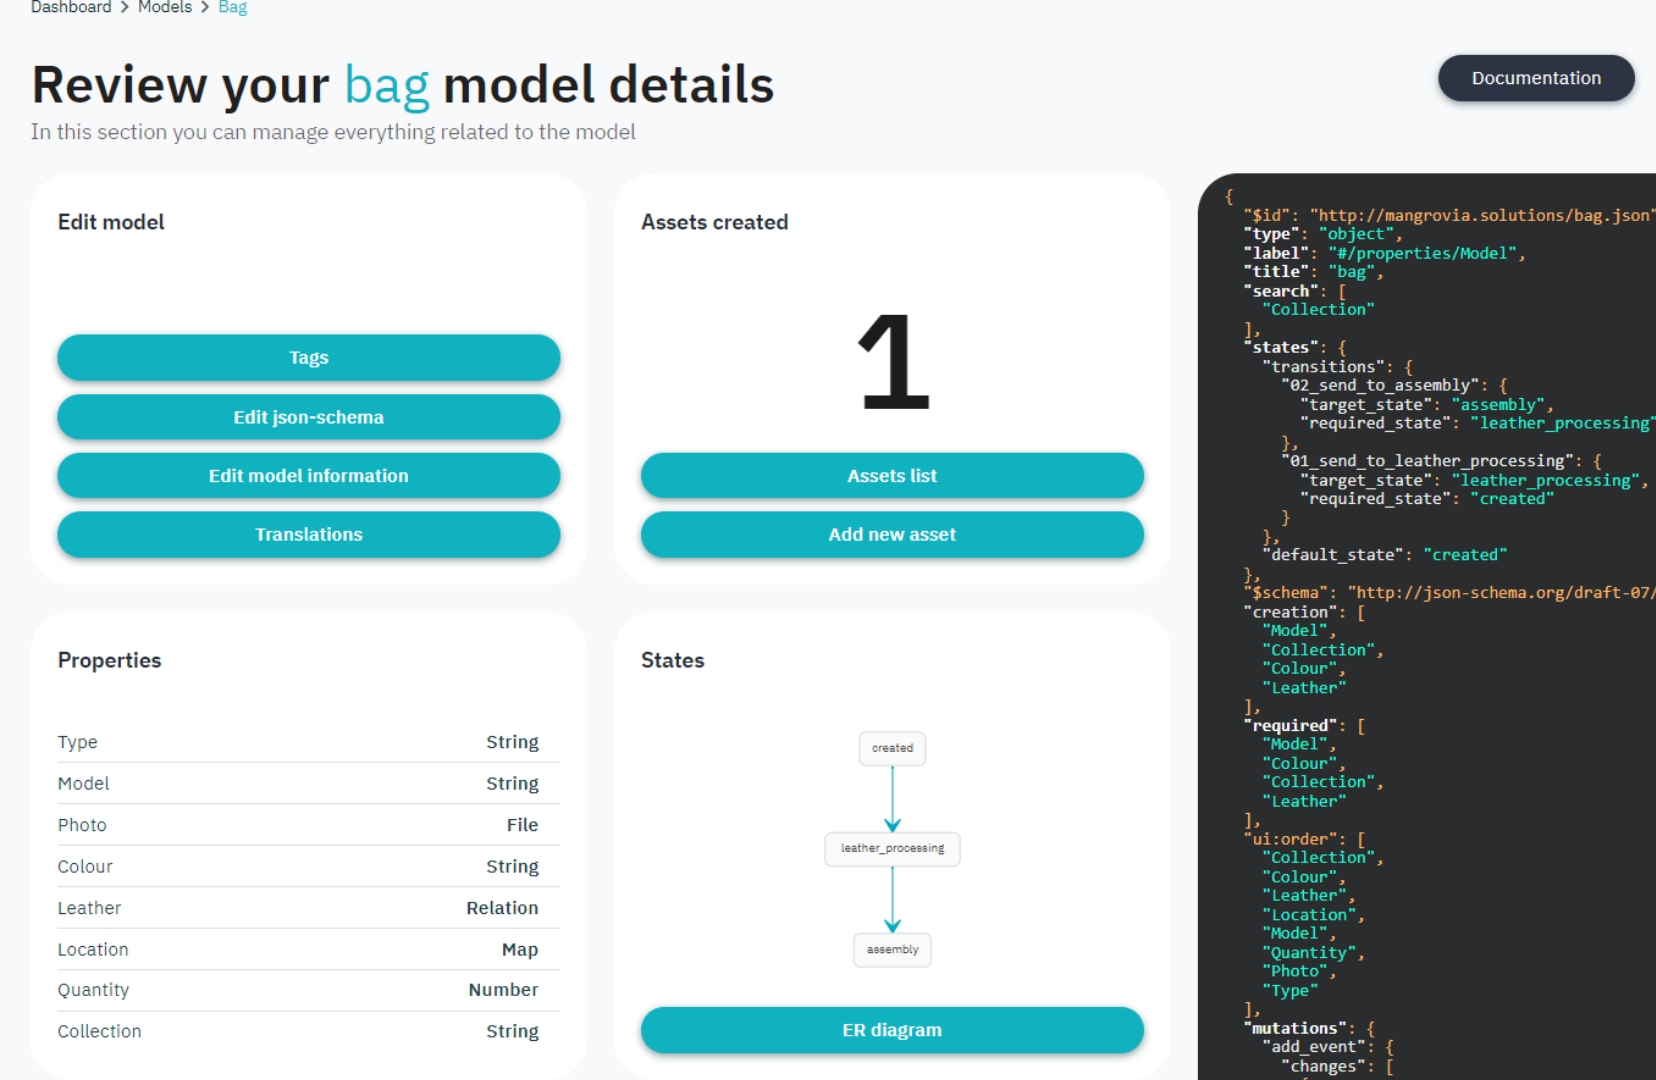 Dashboard > Models > Bag
Review your bag model details
Documentation
In this section you can manage everything related to the model
Edit model
Tags
Edit json-schema
Edit model information
Translations
Assets created
1
Assets list
Add new asset
Properties
Type String
Model String
Photo File
Colour String
Leather Relation
Location Map
Quantity Number
Collection String
States
created
leather_processing
assembly
ER diagram
{
"$id": "http://mangrovia.solutions/bag.json"
"type": "object",
"label": "#/properties/Model",
"title": "bag",
"search": [
"Collection"
],
"states": {
"transitions": {
"02_send_to_assembly": {
"target_state": "assembly",
"required_state": "leather_processing"
},
"01_send_to_leather_processing": {
"target_state": "leather_processing",
"required_state": "created"
}
},
"default_state": "created"
},
"$schema": "http://json-schema.org/draft-07/
"creation": [
"Model",
"Collection",
"Colour",
"Leather"
],
"required": [
"Model",
"Colour",
"Collection",
"Leather"
],
"ui:order": [
"Collection",
"Colour",
"Leather",
"Location",
"Model",
"Quantity",
"Photo",
"Type"
],
"mutations": {
"add_event": {
"changes": [